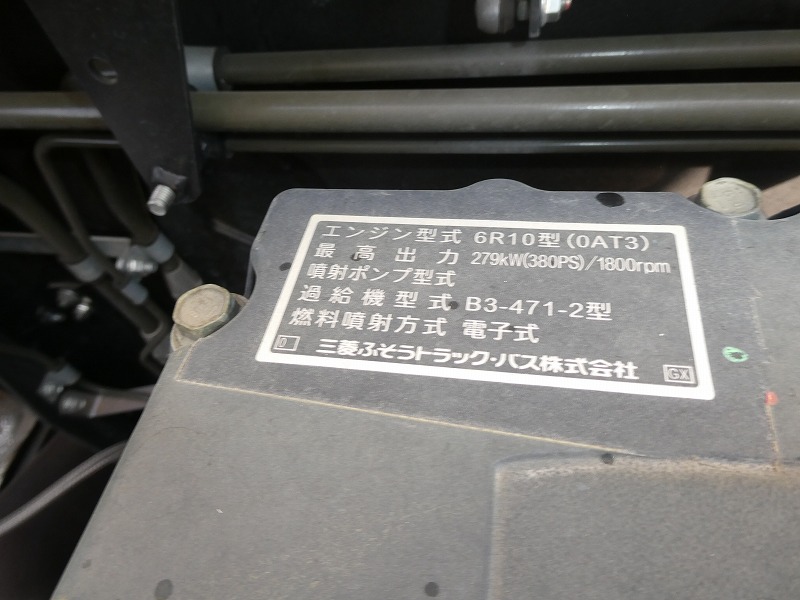 エンジン型式 6R10型(0AT3)
最高出力 279kW(380PS)/1800rpm
噴射ポンプ型式
過給機型式 B3-471-2型
燃料噴射方式 電子式
0 三菱ふそうトラック・バス株式会社 GX